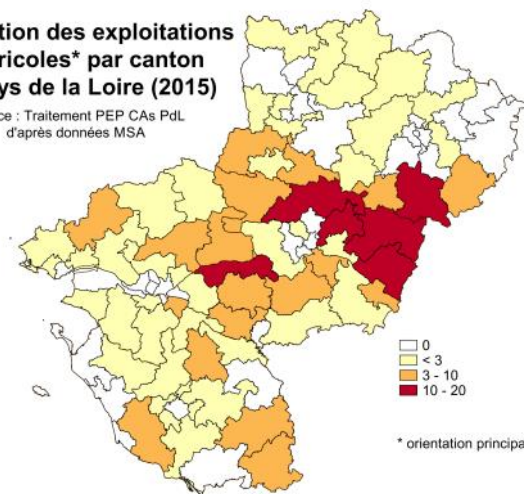 tion des exploitations
ricoles* par canton
ys de la Loire (2015)
ce : Traitement PEP CAs PdL
d'après données MSA
0
< 3
3 - 10
10 - 20
* orientation principa